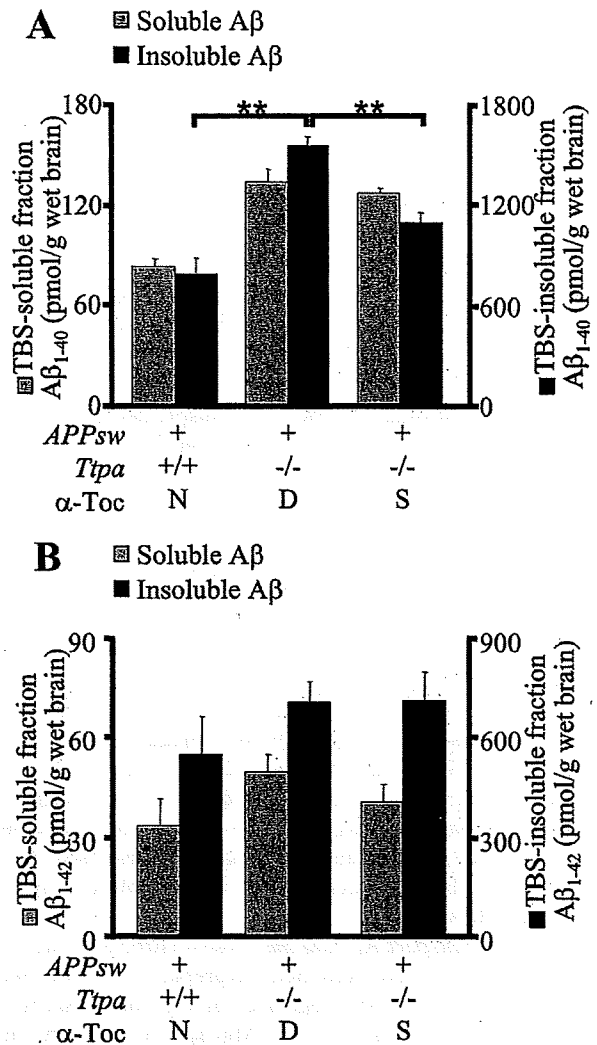 A
Soluble Aβ
Insoluble Aβ
TBS-soluble fraction
Aβ1-40 (pmol/g wet brain)
180
120
60
0
** **
1800
1200
600
0
TBS-insoluble fraction
Aβ1-40 (pmol/g wet brain)
APPsw + + +
Ttpa +/+ -/- -/-
α-Toc N D S
B
Soluble Aβ
Insoluble Aβ
TBS-soluble fraction
Aβ1-42 (pmol/g wet brain)
90
60
30
0
900
600
300
0
TBS-insoluble fraction
Aβ1-42 (pmol/g wet brain)
APPsw + + +
Ttpa +/+ -/- -/-
α-Toc N D S